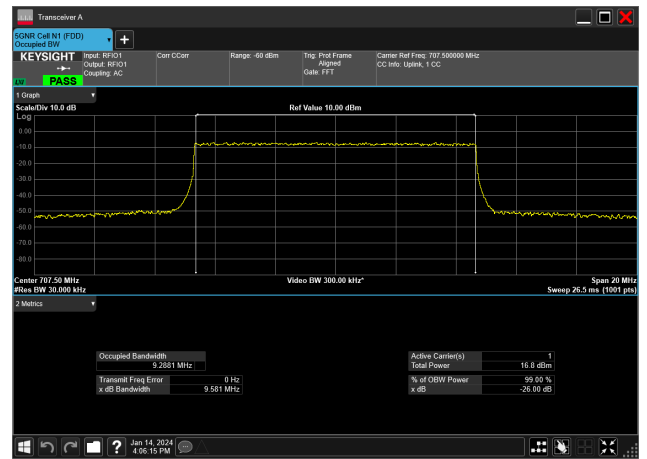 Transceiver A
5GNR Cell N1 (FDD)
Occupied BW
KEYSIGHT
LW
PASS
Input: RFIO1
Output: RFIO1
Coupling: AC
Corr CCorr
Range: -60 dBm
Trig: Prot Frame
Aligned
Gate: FFT
Carrier Ref Freq: 707.500000 MHz
CC Info: Uplink, 1 CC
1 Graph
Scale/Div 10.0 dB
Ref Value 10.00 dBm
Log
0.00
-10.0
-20.0
-30.0
-40.0
-50.0
-60.0
-70.0
-80.0
Center 707.50 MHz
Video BW 300.00 kHz*
Span 20 MHz
#Res BW 30.000 kHz
Sweep 26.5 ms (1001 pts)
2 Metrics
Occupied Bandwidth
9.2881 MHz
Active Carrier(s) 1
Total Power 16.8 dBm
Transmit Freq Error 0 Hz
x dB Bandwidth 9.581 MHz
% of OBW Power 99.00 %
x dB -26.00 dB
Jan 14, 2024
4:06:15 PM